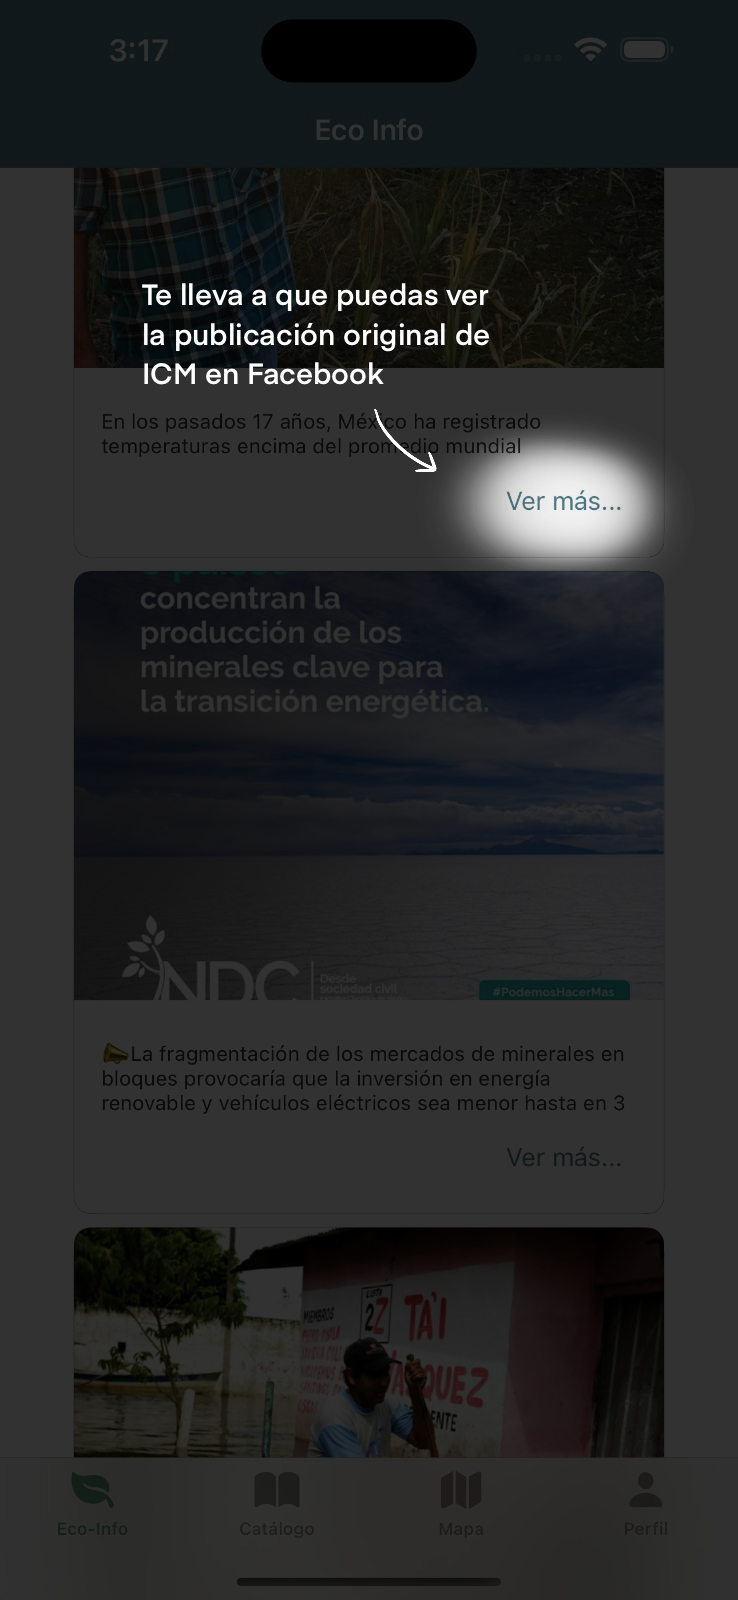 3:17
Eco Info
Te lleva a que puedas ver
la publicación original de
ICM en Facebook
En los pasados 17 años, México ha registrado
temperaturas encima del promedio mundial
Ver más...
concentran la
producción de los
minerales clave para
la transición energética.
NDC
Desde
sociedad civil
#PodemosHacerMas
📣La fragmentación de los mercados de minerales en
bloques provocaría que la inversión en energía
renovable y vehículos eléctricos sea menor hasta en 3
Ver más...
MIEMBROS
2Z
TA'I
Eco-Info
Catálogo
Mapa
Perfil